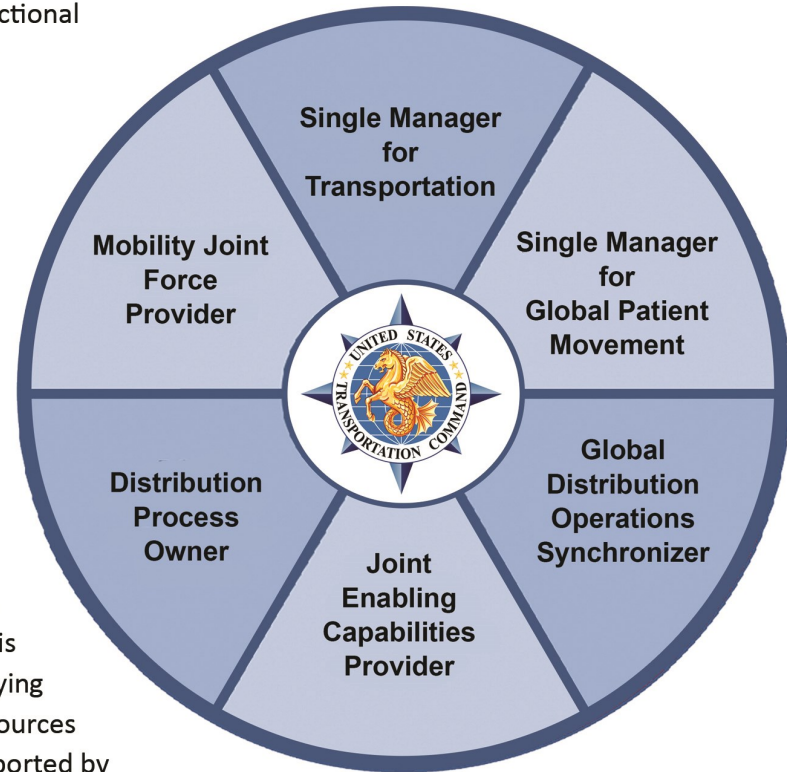 ctional
Single Manager
for
Transportation
Single Manager
for
Global Patient
Movement
Global
Distribution
Operations
Synchronizer
Joint
Enabling
Capabilities
Provider
Distribution
Process
Owner
Mobility Joint
Force
Provider
UNITED STATES
TRANSPORTATION COMMAND
is
ying
ources
ported by